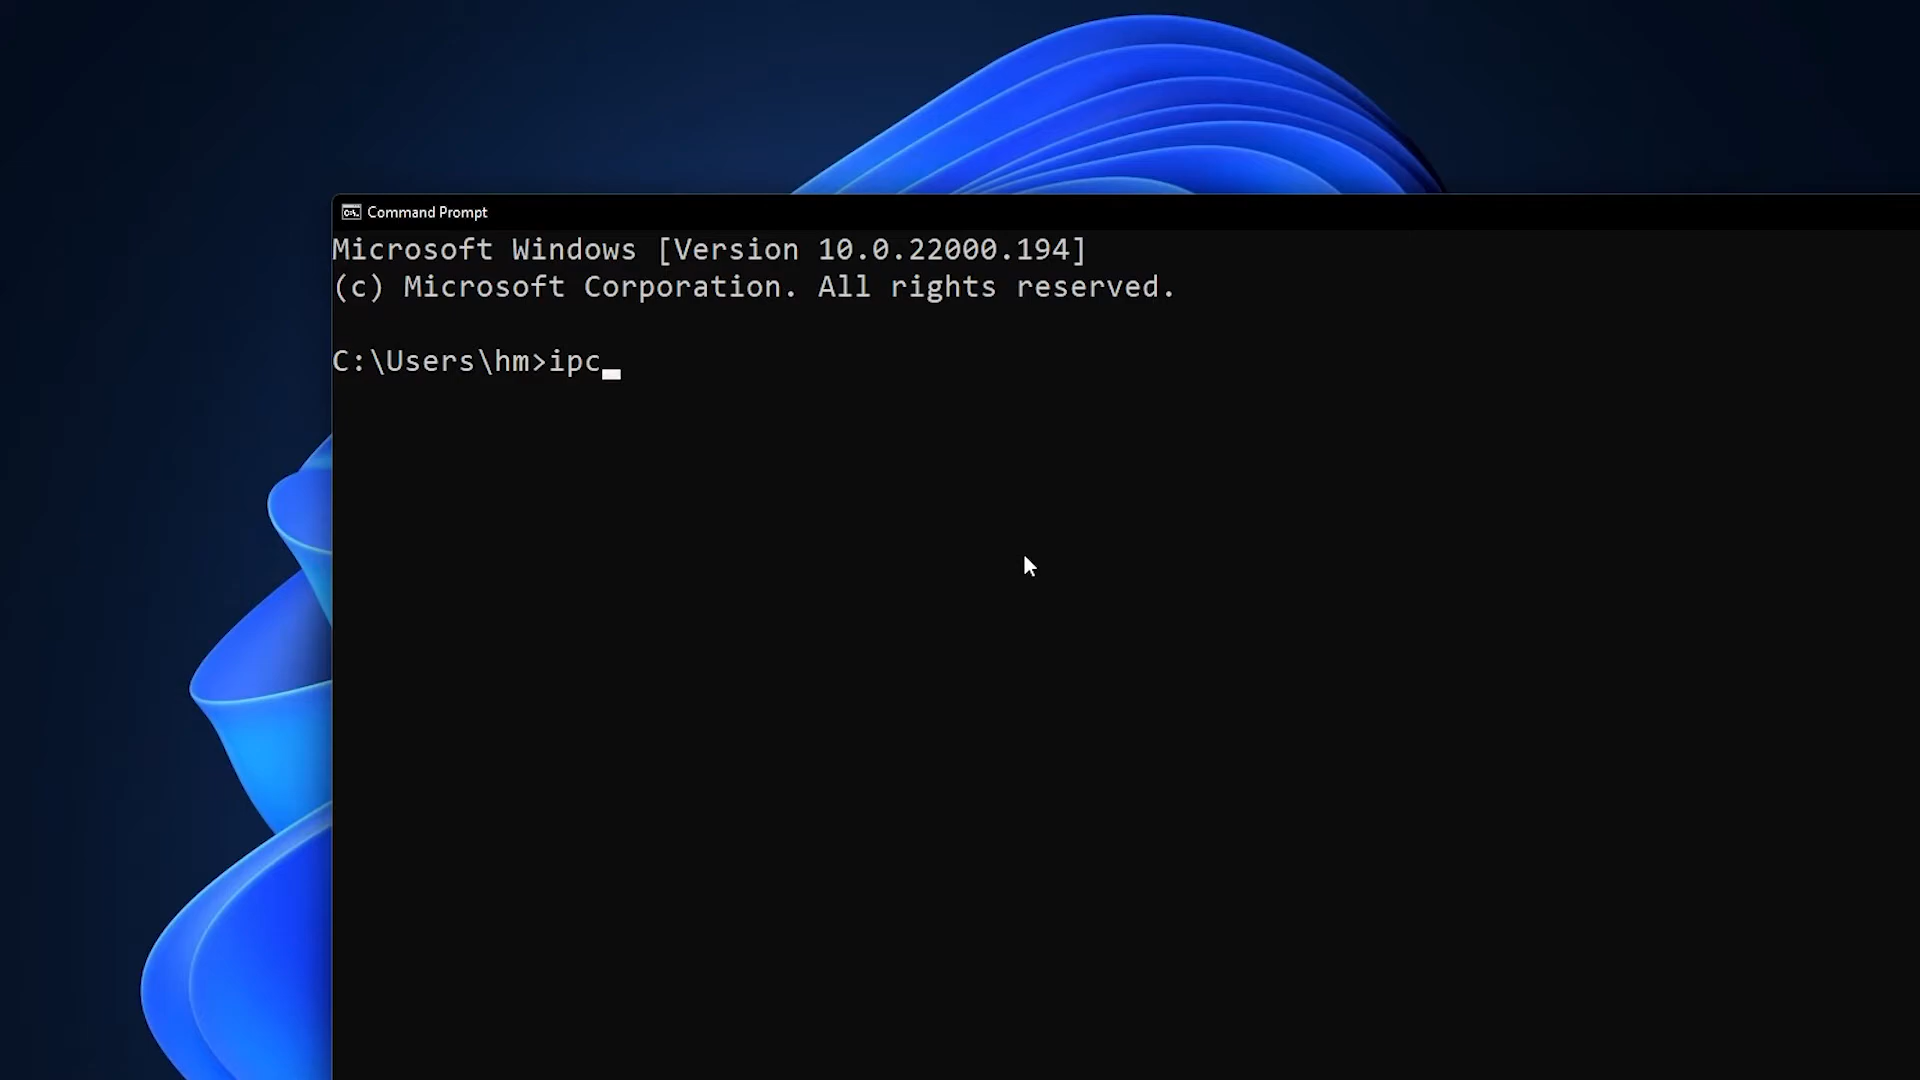 Command Prompt
Microsoft Windows [Version 10.0.22000.194]
(c) Microsoft Corporation. All rights reserved.
C:\Users\hm>ipc